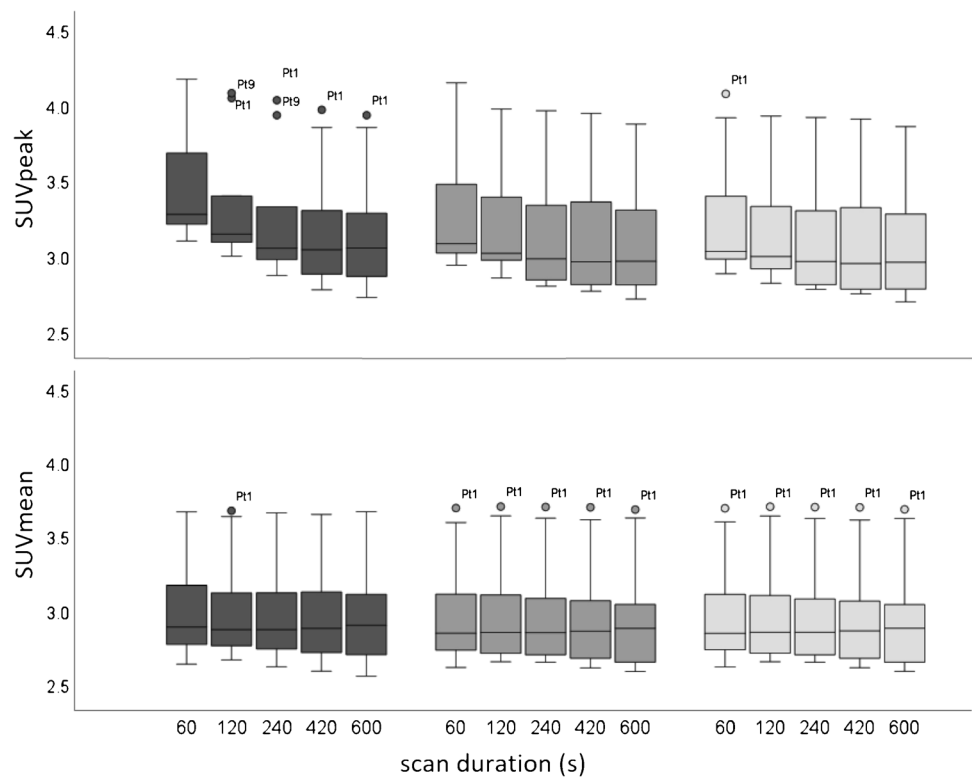 4.5
4.0
3.5
3.0
2.5
SUVpeak
Pt9
Pt1
Pt1
Pt9
Pt1
Pt1
Pt1
4.5
4.0
3.5
3.0
2.5
SUVmean
Pt1
Pt1 Pt1 Pt1 Pt1 Pt1
Pt1 Pt1 Pt1 Pt1 Pt1
60 120 240 420 600 60 120 240 420 600 60 120 240 420 600
scan duration (s)